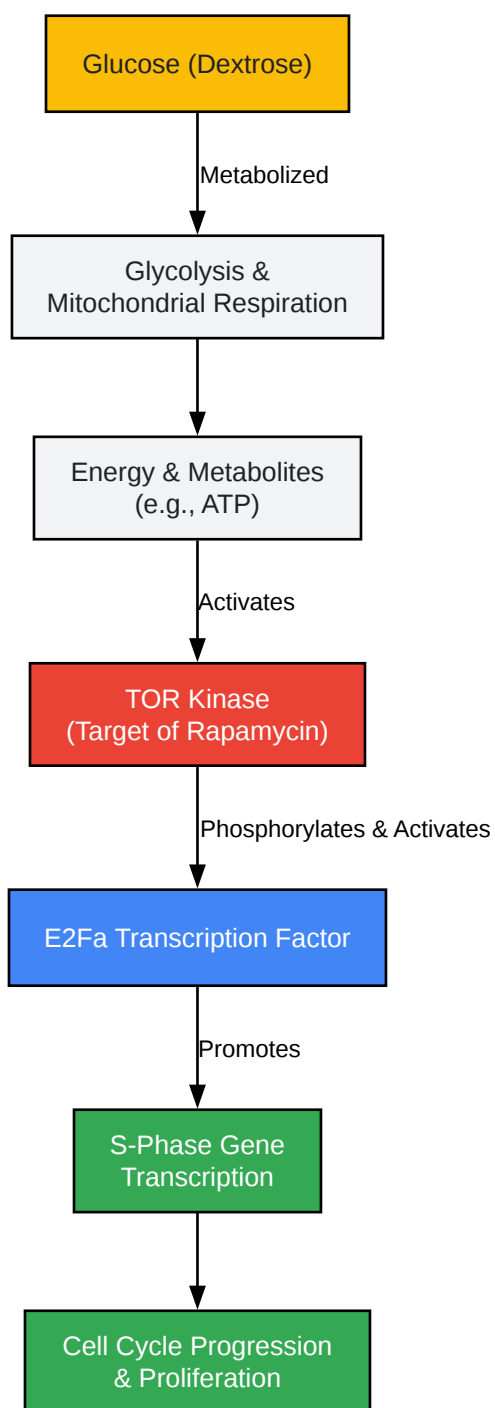 Glucose (Dextrose)
Metabolized
Glycolysis &
Mitochondrial Respiration
Energy & Metabolites
(e.g., ATP)
Activates
TOR Kinase
(Target of Rapamycin)
Phosphorylates & Activates
E2Fa Transcription Factor
Promotes
S-Phase Gene
Transcription
Cell Cycle Progression
& Proliferation